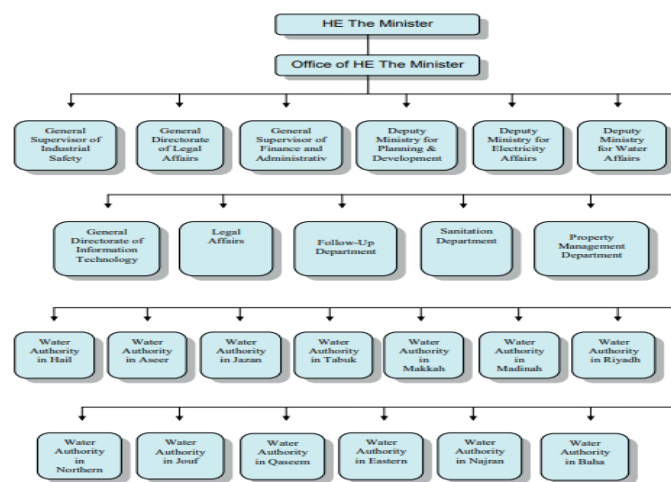 HE The Minister
Office of HE The Minister
General
Supervisor of
Industrial
Safety
General
Directorate
of Legal
Affairs
General
Supervisor of
Finance and
Administrativ
Deputy
Ministry for
Planning &
Development
Deputy
Ministry for
Electricity
Affairs
Deputy
Ministry
for Water
Affairs
General
Directorate of
Information
Technology
Legal
Affairs
Follow-Up
Department
Sanitation
Department
Property
Management
Department
Water
Authority
in Hail
Water
Authority
in Aseer
Water
Authority
in Jazan
Water
Authority
in Tabuk
Water
Authority
in
Makkah
Water
Authority
in
Madinah
Water
Authority
in Riyadh
Water
Authority
in
Northern
Water
Authority
in Jouf
Water
Authority
in Qaseem
Water
Authority
in Eastern
Water
Authority
in Najran
Water
Authority
in Baha